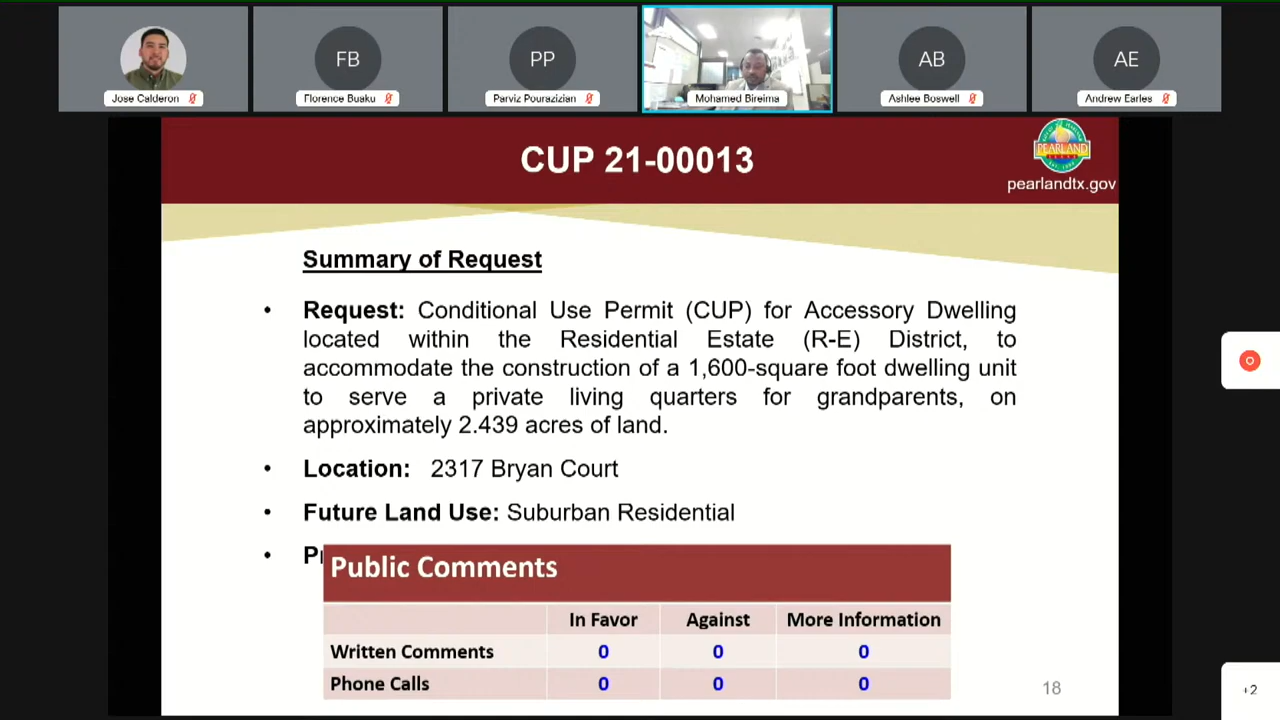 FB
PP
AB
AE
Jose Calderon
Florence Buaku
Parviz Pourazizian
Mohamed Bireima
Ashlee Boswell
Andrew Earles
CUP 21-00013
PEARLAND
pearlandtx.gov
Summary of Request
• Request: Conditional Use Permit (CUP) for Accessory Dwelling
located within the Residential Estate (R-E) District, to
accommodate the construction of a 1,600-square foot dwelling unit
to serve a private living quarters for grandparents, on
approximately 2.439 acres of land.
• Location: 2317 Bryan Court
• Future Land Use: Suburban Residential
Public Comments
In Favor Against More Information
Written Comments 0 0 0
Phone Calls 0 0 0
18
+2